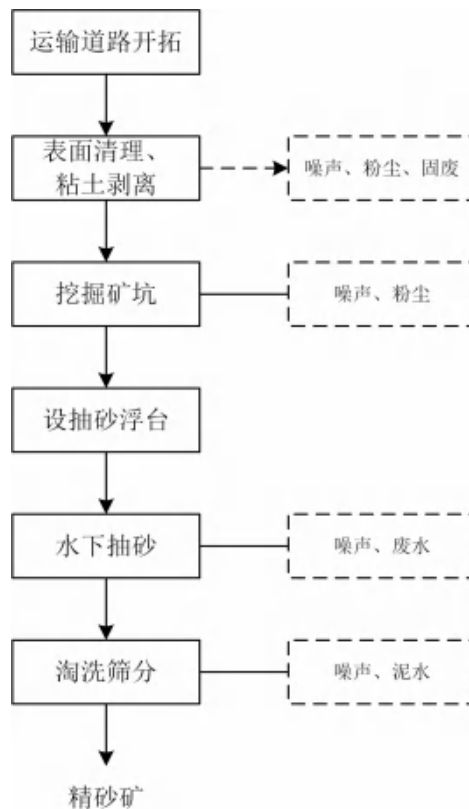 运输道路开拓
表面清理、
粘土剥离
噪声、粉尘、固废
挖掘矿坑
噪声、粉尘
设抽砂浮台
水下抽砂
噪声、废水
淘洗筛分
噪声、泥水
精砂矿